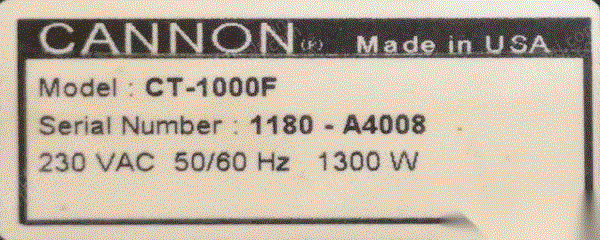 CANNON (R) Made in USA
Model : CT-1000F
Serial Number : 1180 - A4008
230 VAC 50/60 Hz 1300 W